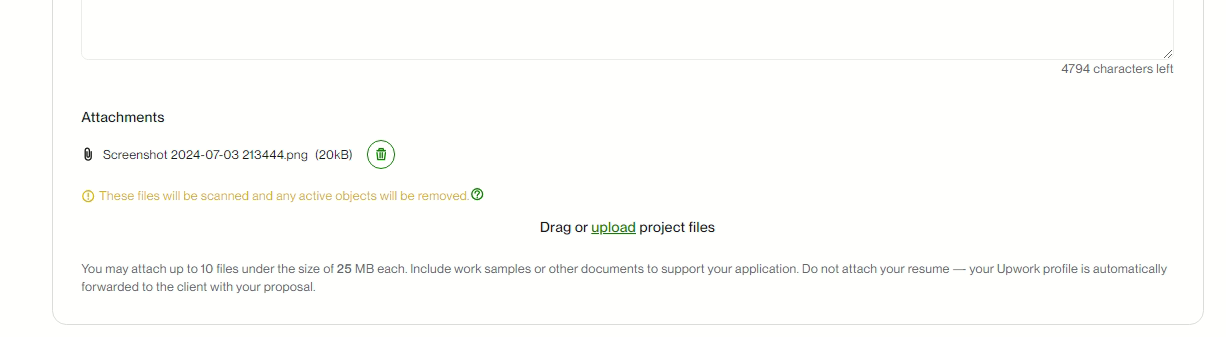 4794 characters left
Attachments
Screenshot 2024-07-03 213444.png (20kB)
These files will be scanned and any active objects will be removed.
Drag or upload project files
You may attach up to 10 files under the size of 25 MB each. Include work samples or other documents to support your application. Do not attach your resume — your Upwork profile is automatically
forwarded to the client with your proposal.